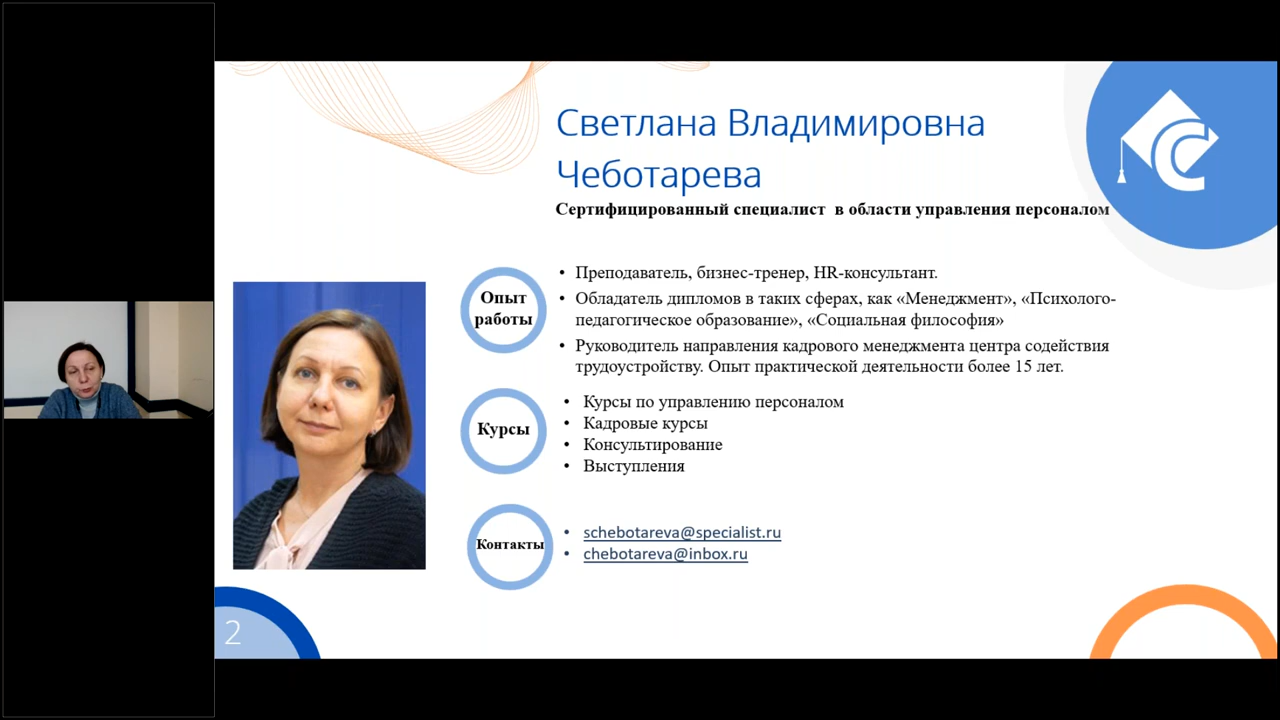 Светлана Владимировна
Чеботарева
Сертифицированный специалист в области управления персоналом
Опыт
работы
• Преподаватель, бизнес-тренер, HR-консультант.
• Обладатель дипломов в таких сферах, как «Менеджмент», «Психолого-
педагогическое образование», «Социальная философия»
• Руководитель направления кадрового менеджмента центра содействия
трудоустройству. Опыт практической деятельности более 15 лет.
Курсы
• Курсы по управлению персоналом
• Кадровые курсы
• Консультирование
• Выступления
Контакты
• schebotareva@specialist.ru
• chebotareva@inbox.ru
2